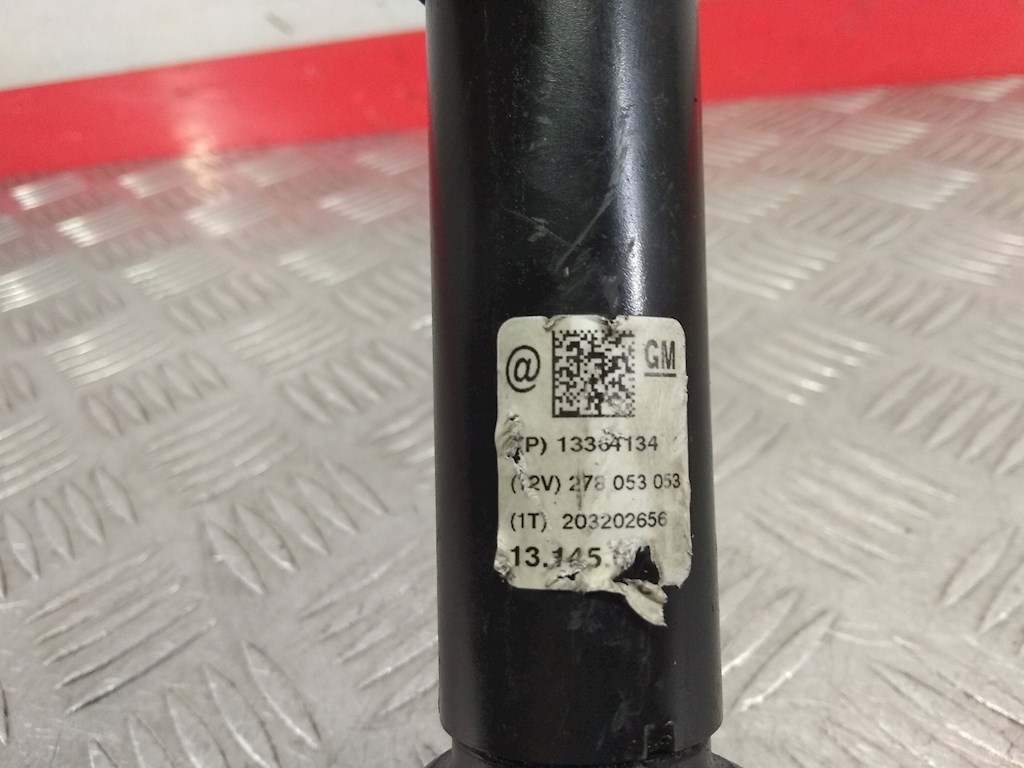 @ GM
(P) 13364134
(12V) 278 053 053
(1T) 203202656
13.145.